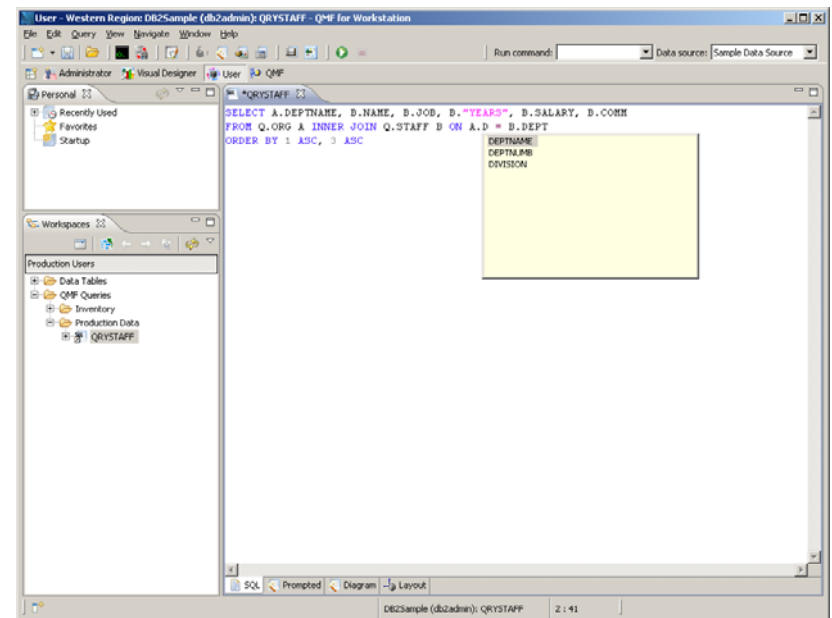 User - Western Region: DB2Sample (db2admin): QRYSTAFF - QMF for Workstation
File Edit Query View Navigate Window Help
Run command: Data source: Sample Data Source
Administrator Visual Designer User QMF
Personal
Recently Used
Favorites
Startup
*QRYSTAFF
SELECT A.DEPTNAME, B.NAME, B.JOB, B."YEARS", B.SALARY, B.COMM
FROM Q.ORG A INNER JOIN Q.STAFF B ON A.D = B.DEPT
ORDER BY 1 ASC, 3 ASC
DEPTNAME
DEPTNUMB
DIVISION
Workspaces
Production Users
Data Tables
QMF Queries
Inventory
Production Data
QRYSTAFF
SQL Prompted Diagram Layout
DB2Sample (db2admin): QRYSTAFF 2 : 41